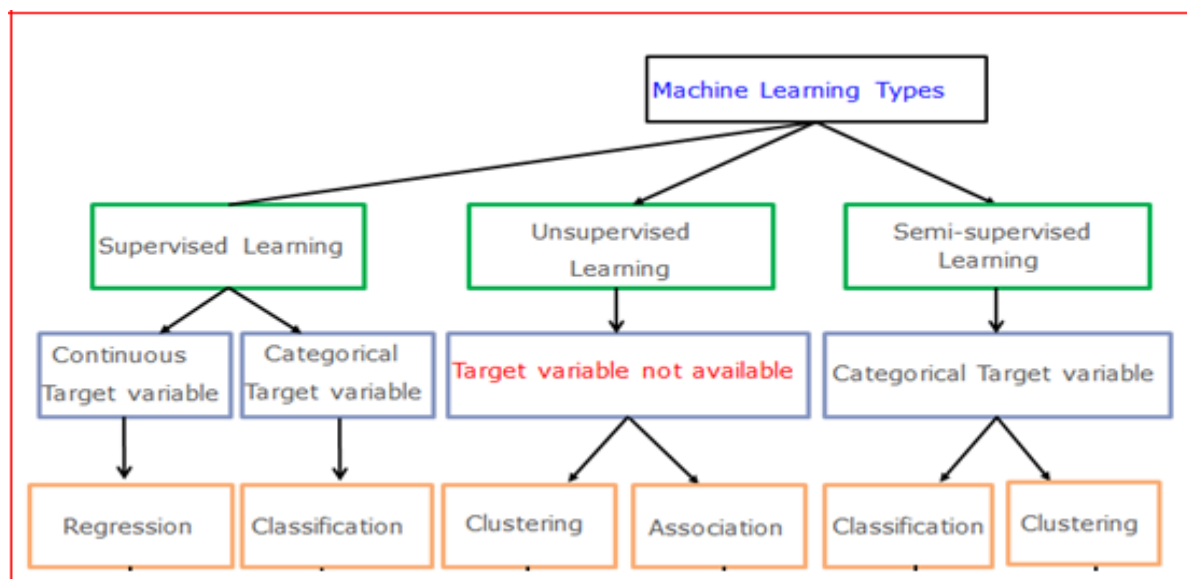 Machine Learning Types
Supervised Learning
Unsupervised
Learning
Semi-supervised
Learning
Continuous
Target variable
Categorical
Target variable
Target variable not available
Categorical Target variable
Regression
Classification
Clustering
Association
Classification
Clustering